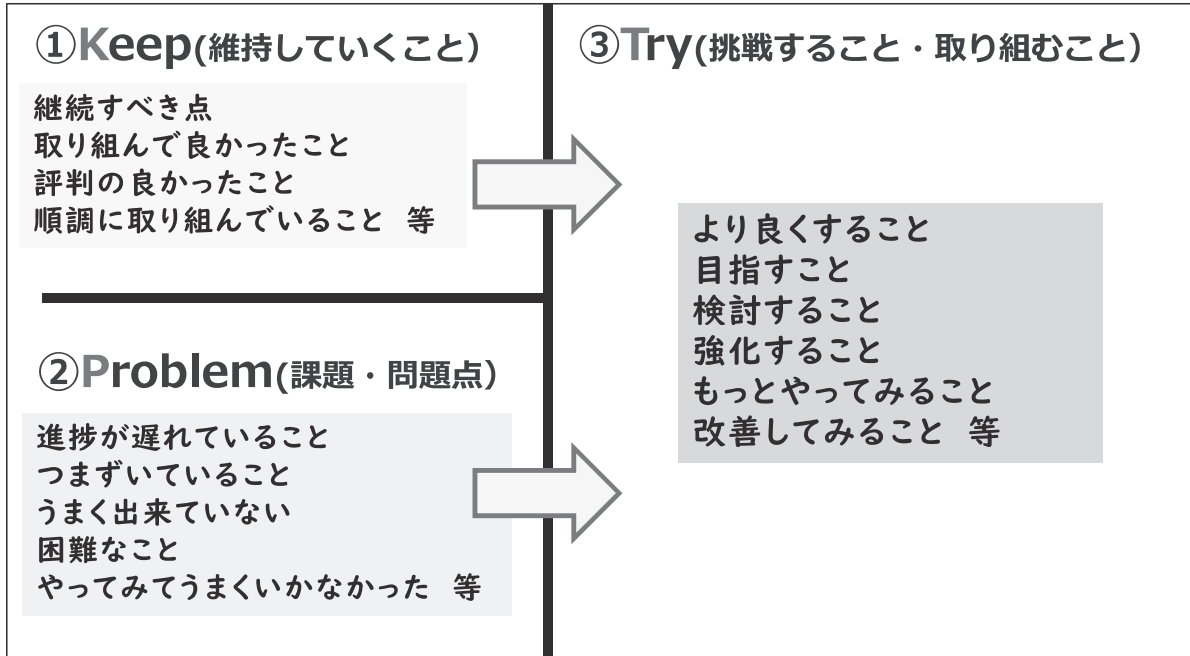 ①Keep(維持していくこと)
継続すべき点
取り組んで良かったこと
評判の良かったこと
順調に取り組んでいること 等
②Problem(課題・問題点)
進捗が遅れていること
つまずいていること
うまく出来ていない
困難なこと
やってみてうまくいかなかった 等
③Try(挑戦すること・取り組むこと)
より良くすること
目指すこと
検討すること
強化すること
もっとやってみること
改善してみること 等